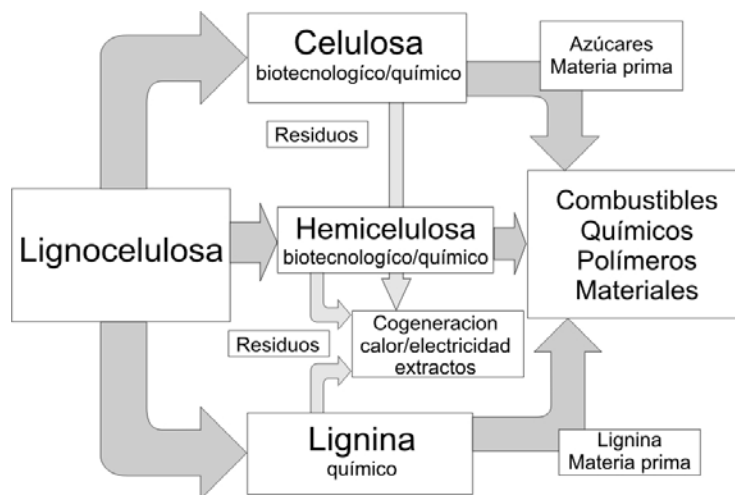 Celulosa
biotecnologíco/químico
Azúcares
Materia prima
Residuos
Lignocelulosa
Hemicelulosa
biotecnologíco/químico
Combustibles
Químicos
Polímeros
Materiales
Residuos
Cogeneracion
calor/electricidad
extractos
Lignina
químico
Lignina
Materia prima